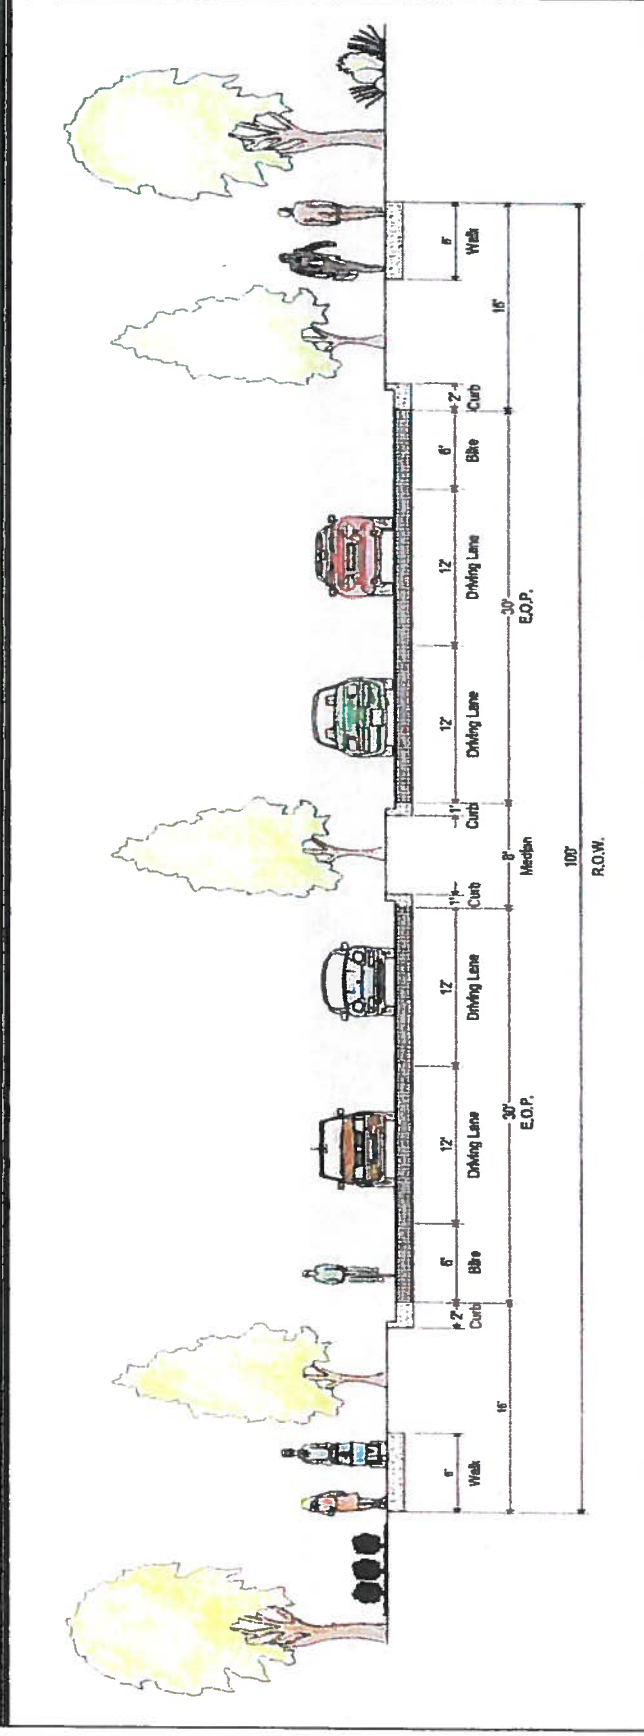 6'
Walk
16'
2'
Curb
6'
Bike
12'
Driving Lane
12'
Driving Lane
30'
E.O.P.
1'
Curb
8'
Median
1'
Curb
12'
Driving Lane
12'
Driving Lane
6'
Bike
30'
E.O.P.
2'
Curb
6'
Walk
16'
100'
R.O.W.